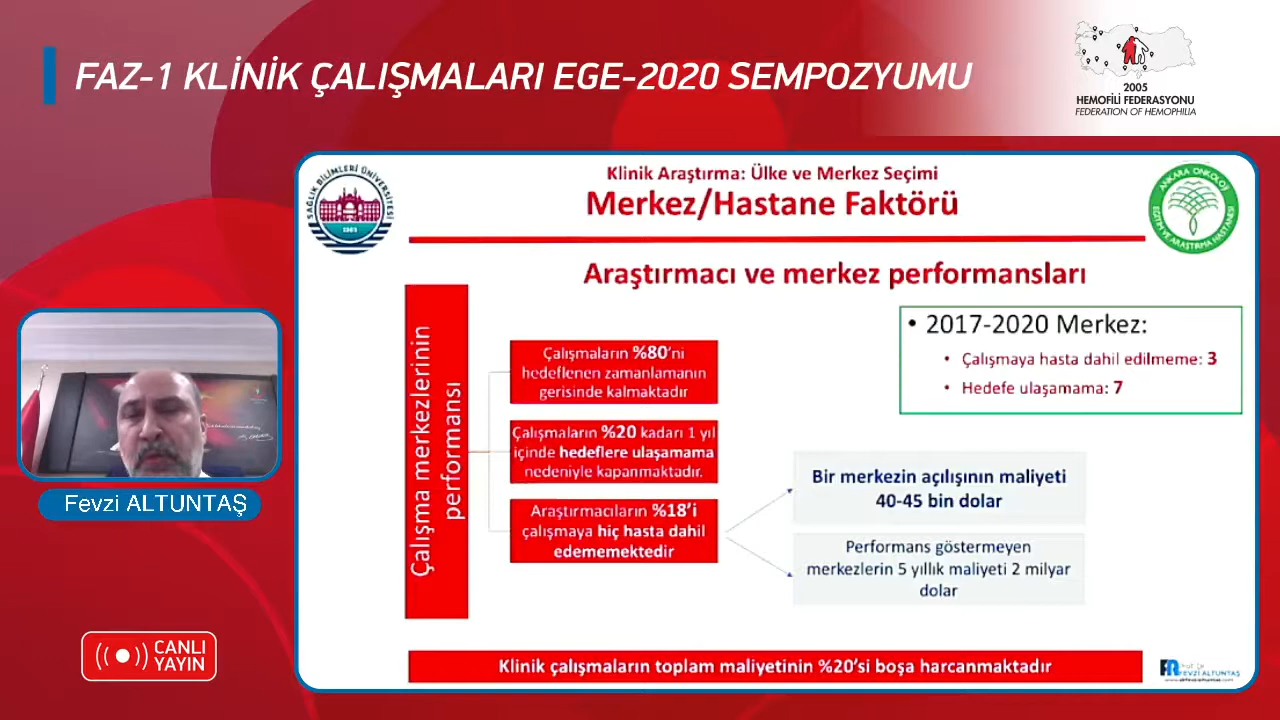 FAZ-1 KLİNİK ÇALIŞMALARI EGE-2020 SEMPOZYUMU
2005
HEMOFİLİ FEDERASYONU
FEDERATION OF HEMOPHILIA
SAĞLIK BİLİMLERİ ÜNİVERSİTESİ
Klinik Araştırma: Ülke ve Merkez Seçimi
Merkez/Hastane Faktörü
ANKARA ONKOLOJİ
EĞİTİM VE ARAŞTIRMA HASTANESİ
Araştırmacı ve merkez performansları
Çalışma merkezlerinin
performansı
Çalışmaların %80'ni
hedeflenen zamanlamanın
gerisinde kalmaktadır
Çalışmaların %20 kadarı 1 yıl
içinde hedeflere ulaşamama
nedeniyle kapanmaktadır.
Araştırmacıların %18'i
çalışmaya hiç hasta dahil
edememektedir
• 2017-2020 Merkez:
• Çalışmaya hasta dahil edilmeme: 3
• Hedefe ulaşamama: 7
Bir merkezin açılışının maliyeti
40-45 bin dolar
Performans göstermeyen
merkezlerin 5 yıllık maliyeti 2 milyar
dolar
Klinik çalışmaların toplam maliyetinin %20'si boşa harcanmaktadır
FEVZİ ALTUNTAŞ
Fevzi ALTUNTAŞ
CANLI
YAYIN